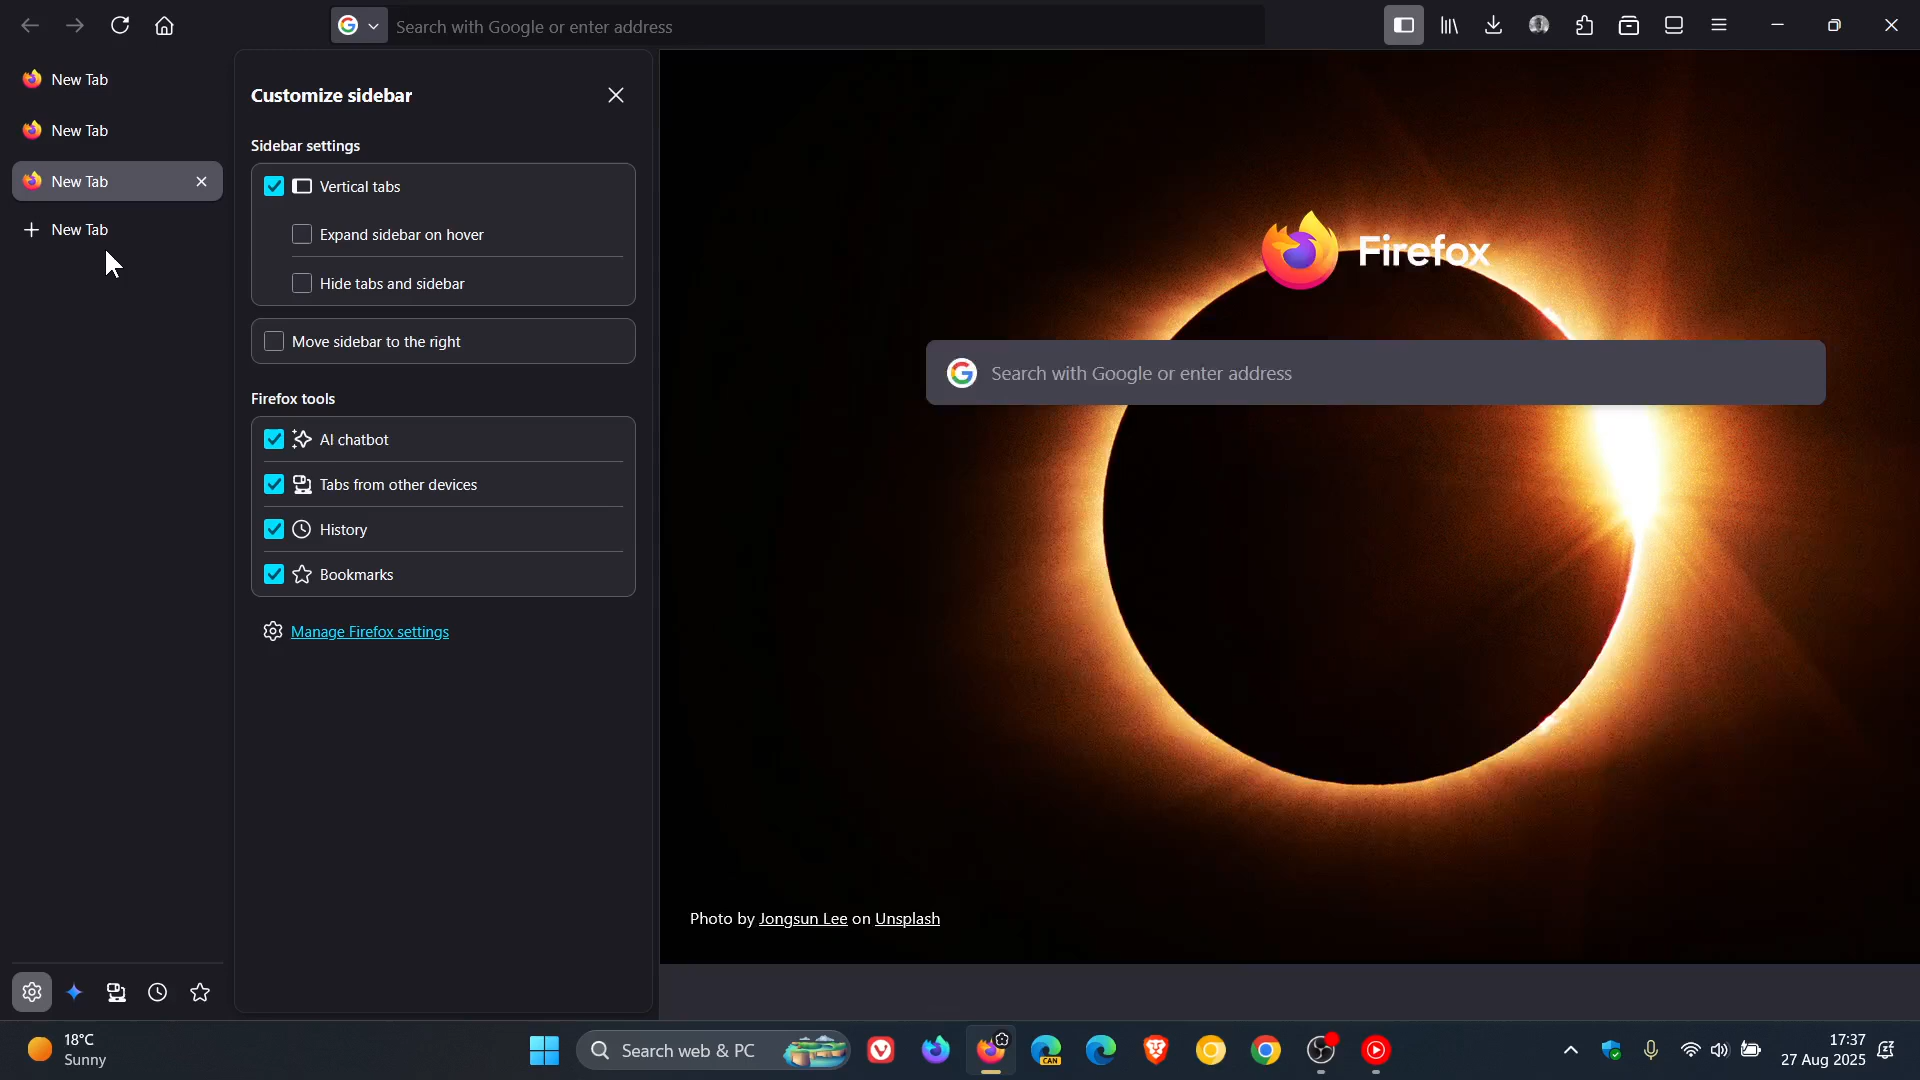 Search with Google or enter address
New Tab
New Tab
New Tab
New Tab
Customize sidebar
Sidebar settings
Vertical tabs
Expand sidebar on hover
Hide tabs and sidebar
Move sidebar to the right
Firefox tools
AI chatbot
Tabs from other devices
History
Bookmarks
Manage Firefox settings
Firefox
Search with Google or enter address
Photo by Jongsun Lee on Unsplash
18°C
Sunny
Search web & PC
CAN
17:37
27 Aug 2025